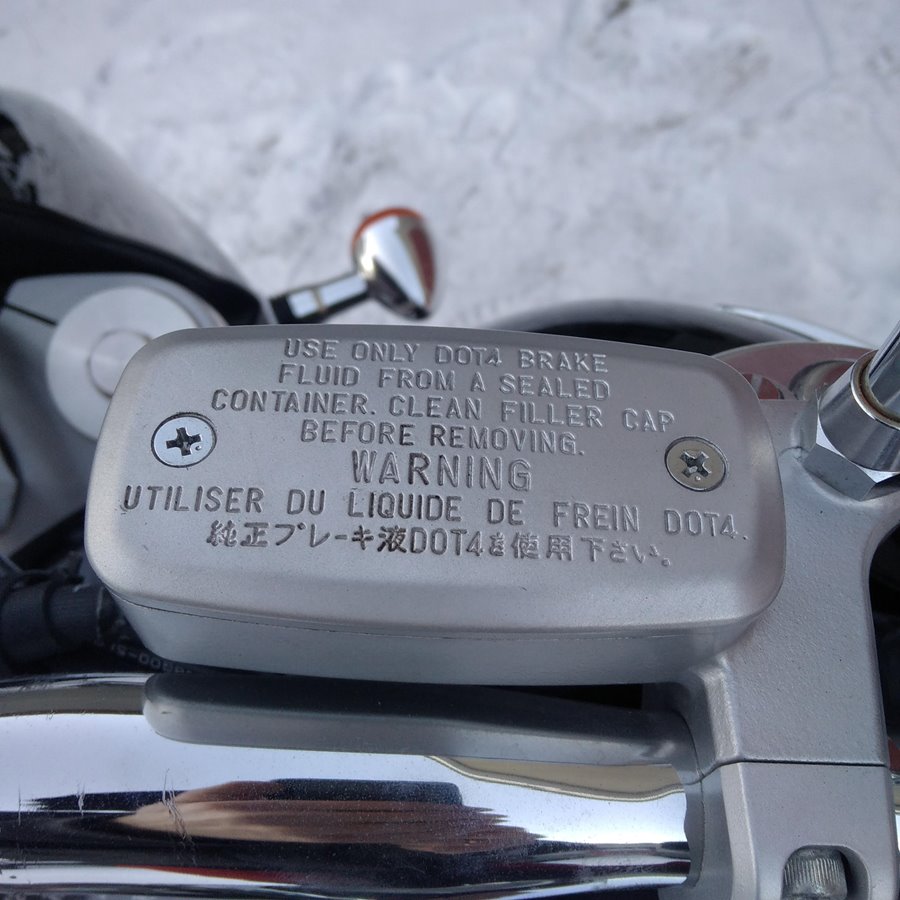 USE ONLY DOT4 BRAKE
FLUID FROM A SEALED
CONTAINER. CLEAN FILLER CAP
BEFORE REMOVING.
WARNING
UTILISER DU LIQUIDE DE FREIN DOT4.
純正ブレーキ液DOT4を使用下さい。